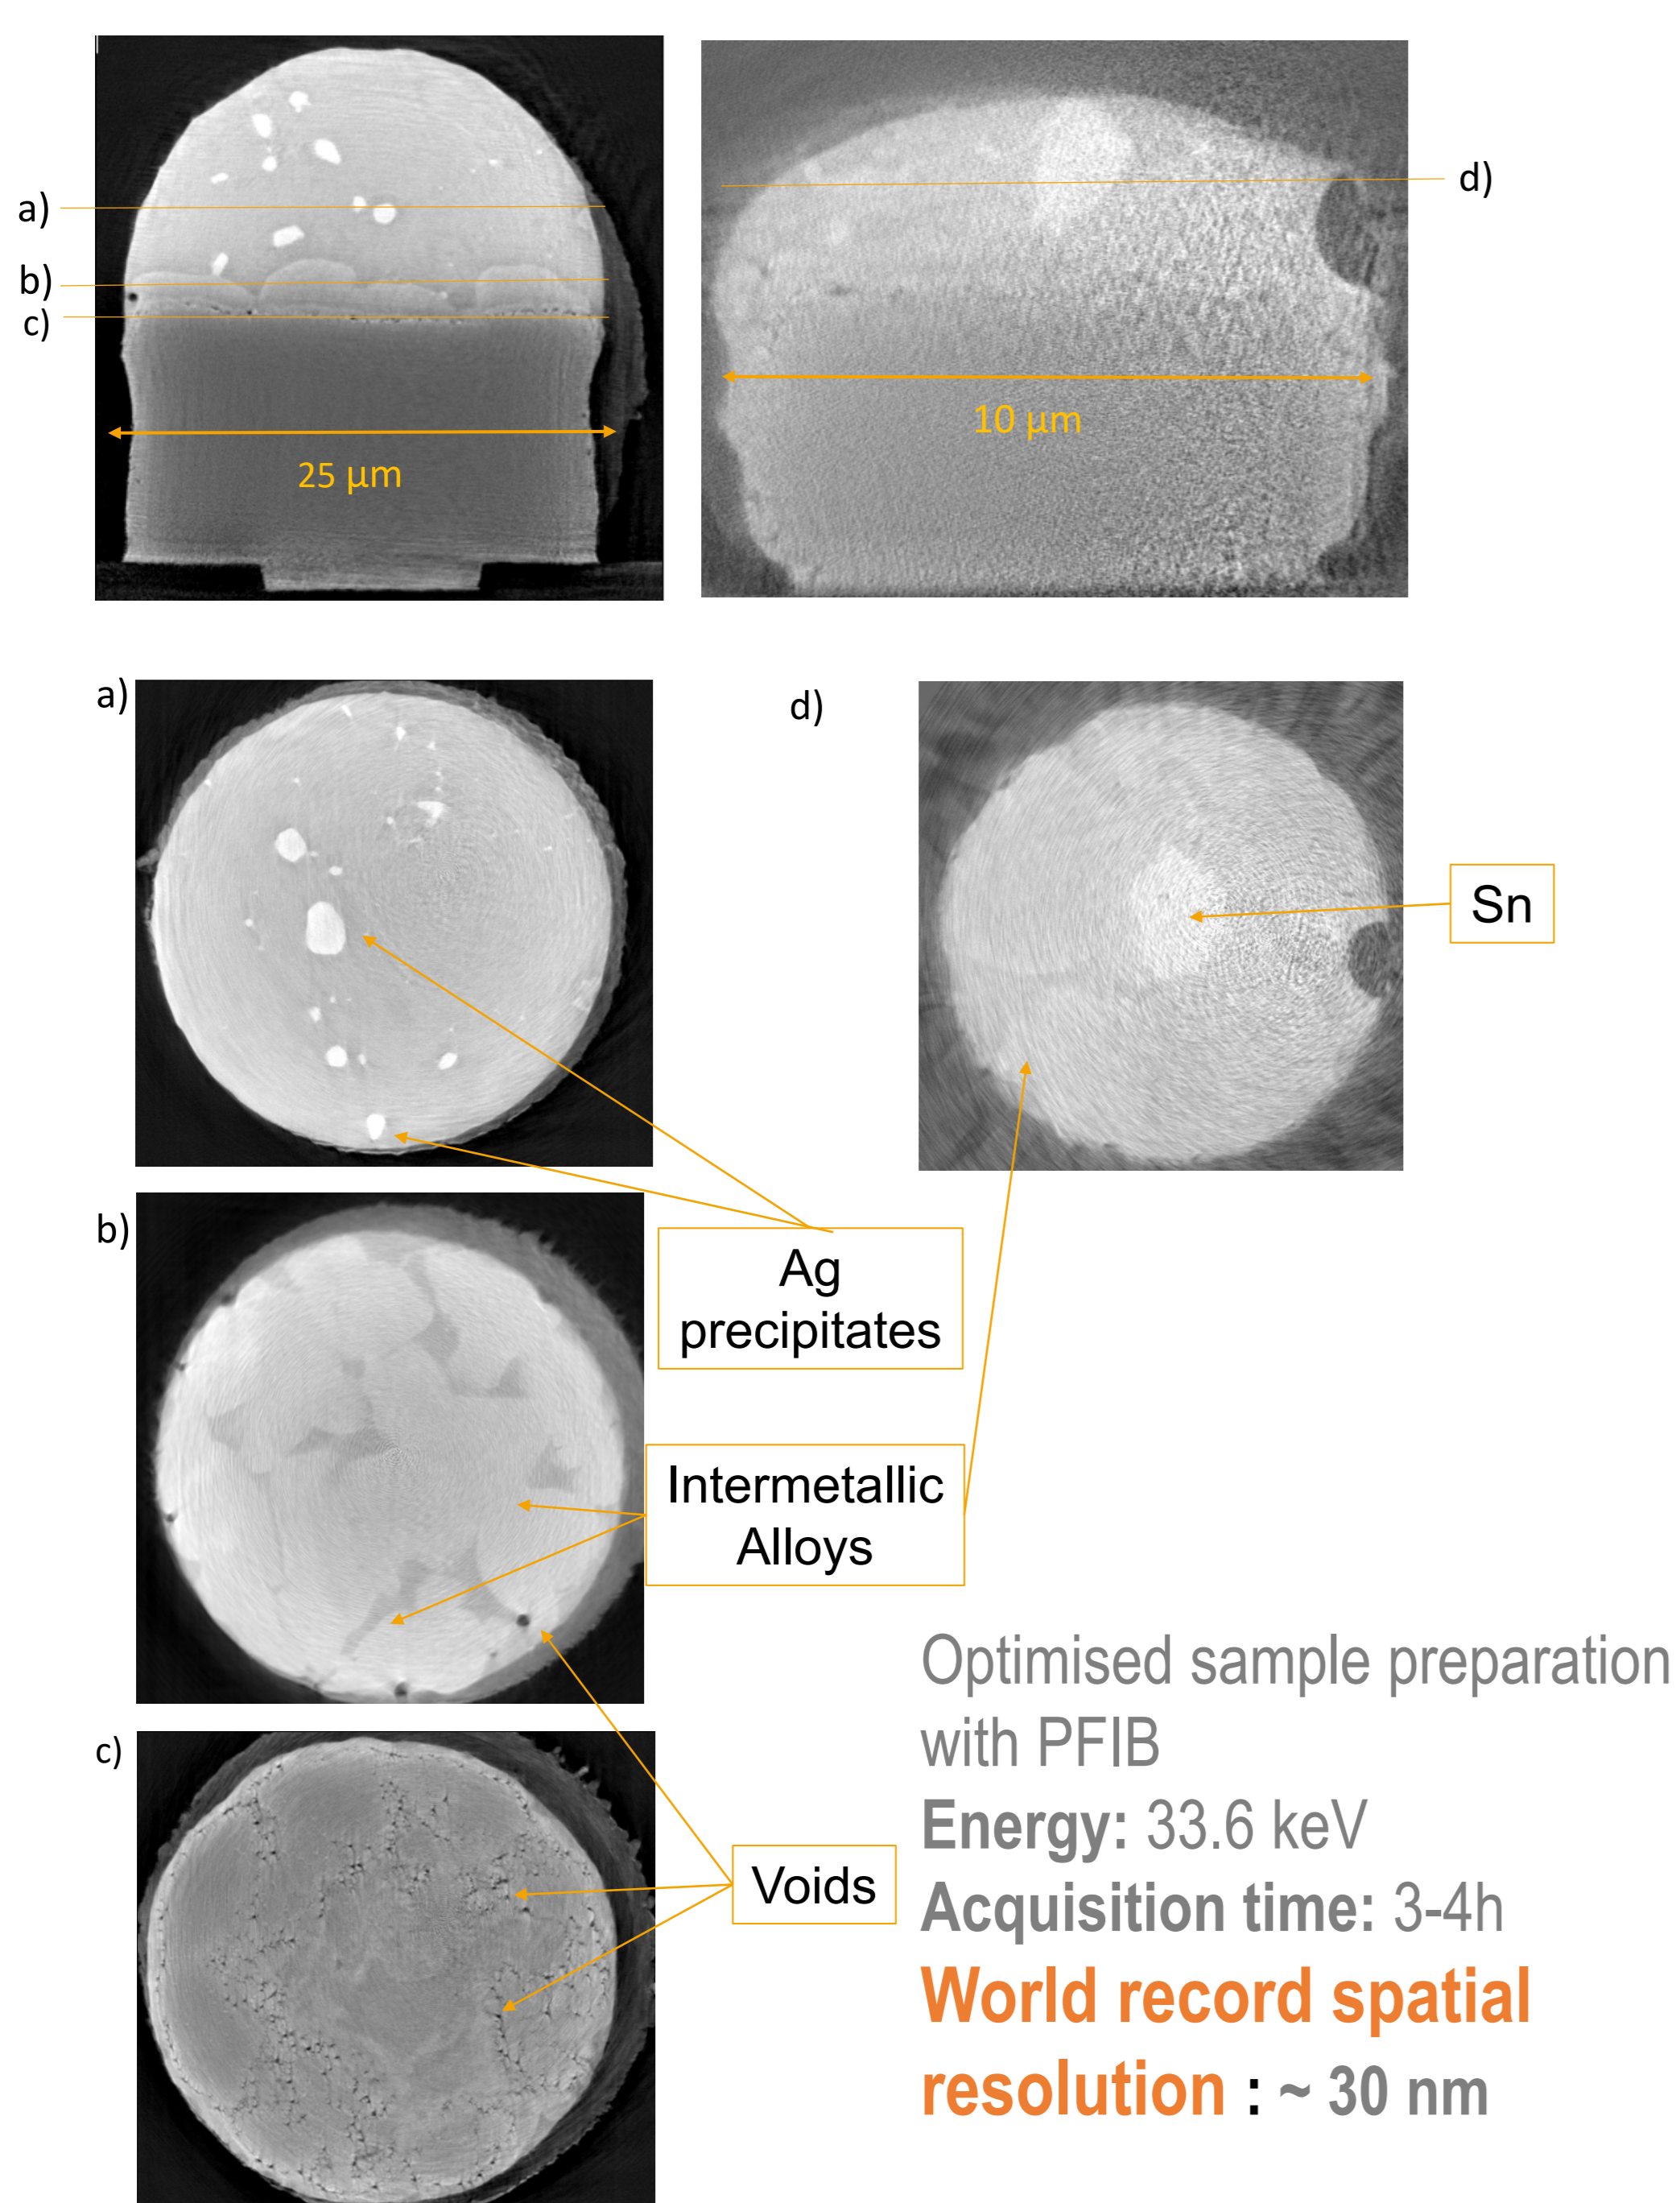 a)
b)
c)
25 µm
10 µm
d)
a)
d)
Sn
b)
Ag
precipitates
Intermetallic
Alloys
c)
Voids
Optimised sample preparation
with PFIB
Energy: 33.6 keV
Acquisition time: 3-4h
World record spatial
resolution : ~ 30 nm